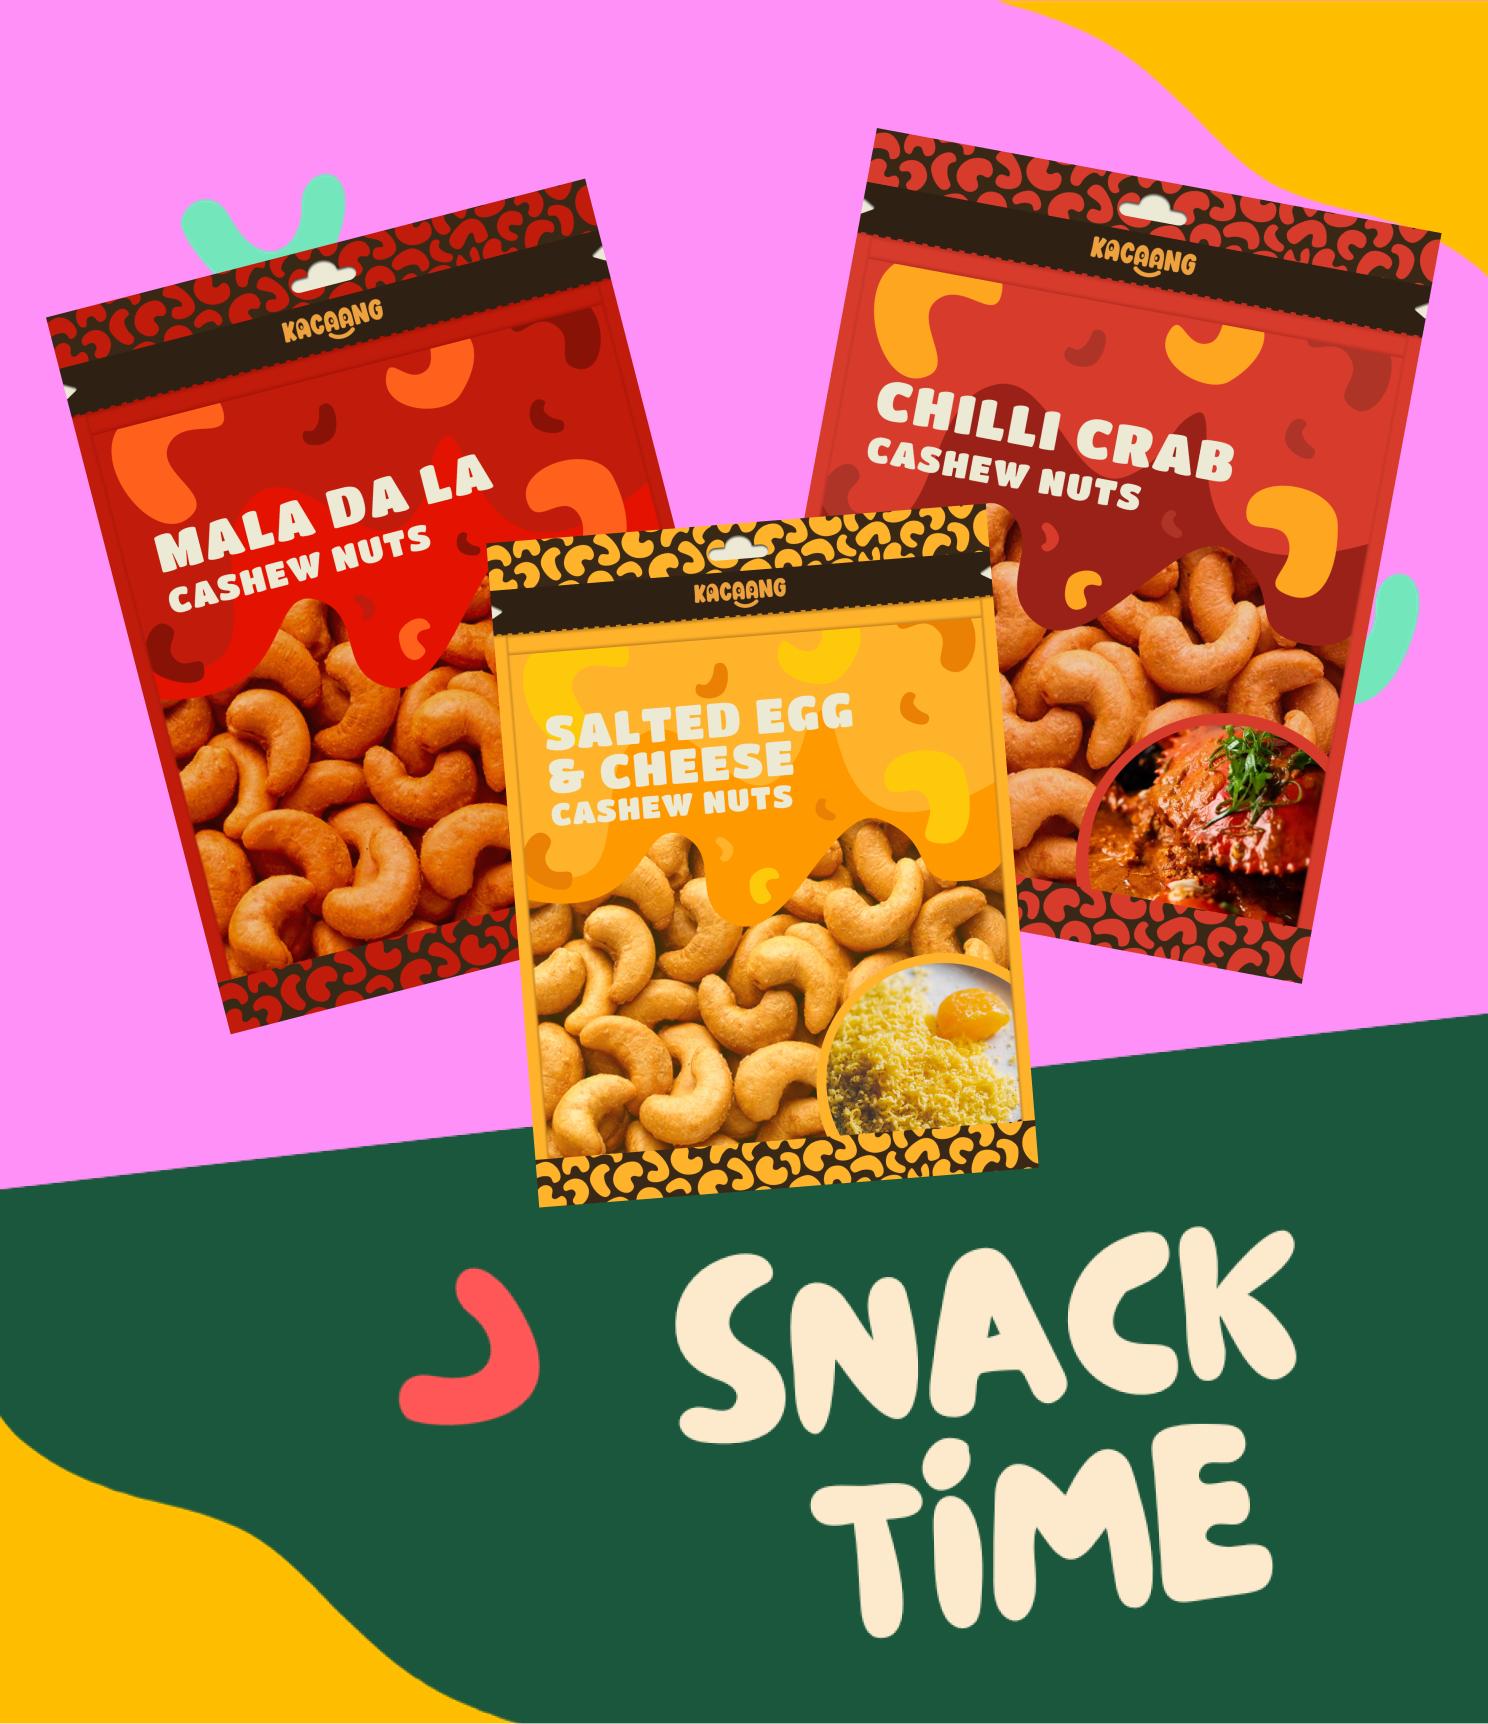 KACAANG
MALA DA LA
CASHEW NUTS
KACAANG
CHILLI CRAB
CASHEW NUTS
KACAANG
SALTED EGG
& CHEESE
CASHEW NUTS
SNACK
TiME